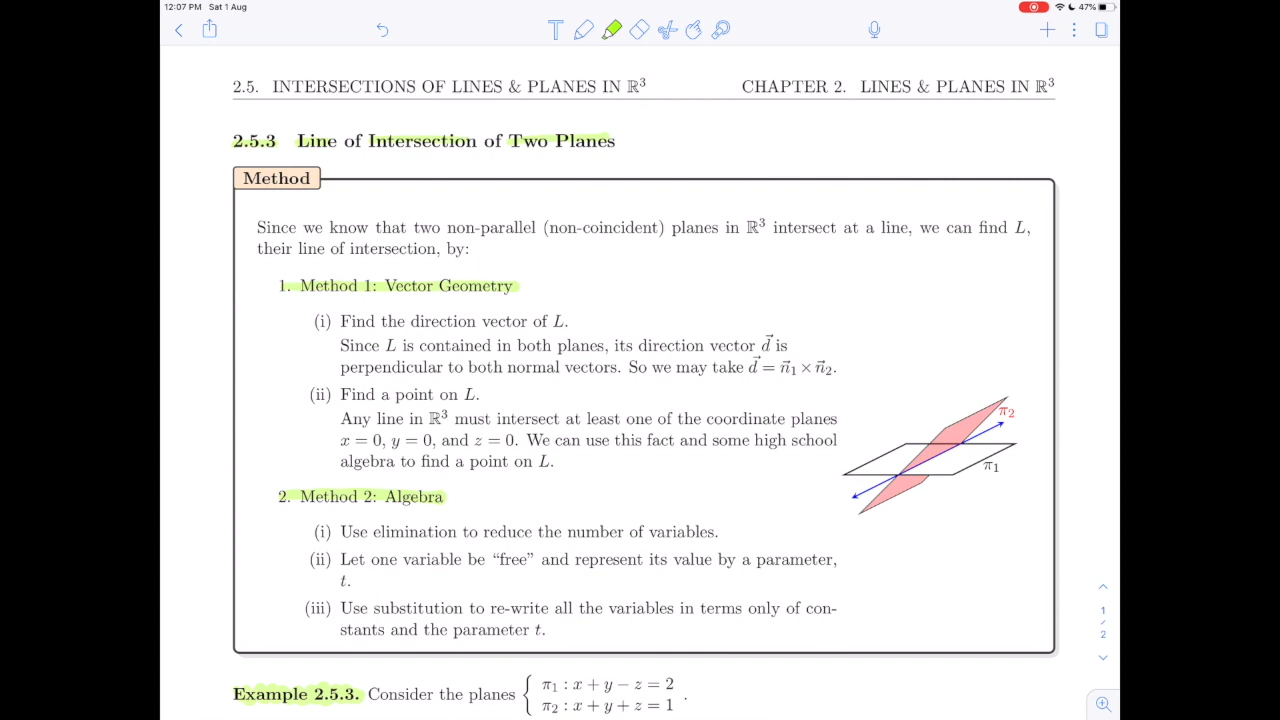 12:07 PM Sat 1 Aug 47%
2.5. INTERSECTIONS OF LINES & PLANES IN ℝ³ CHAPTER 2. LINES & PLANES IN ℝ³
2.5.3 Line of Intersection of Two Planes
Method
Since we know that two non-parallel (non-coincident) planes in ℝ³ intersect at a line, we can find L,
their line of intersection, by:
1. Method 1: Vector Geometry
(i) Find the direction vector of L.
Since L is contained in both planes, its direction vector d⃗ is
perpendicular to both normal vectors. So we may take d⃗ = n⃗₁ × n⃗₂.
(ii) Find a point on L.
Any line in ℝ³ must intersect at least one of the coordinate planes
x = 0, y = 0, and z = 0. We can use this fact and some high school
algebra to find a point on L.
π₂
π₁
2. Method 2: Algebra
(i) Use elimination to reduce the number of variables.
(ii) Let one variable be “free” and represent its value by a parameter,
t.
(iii) Use substitution to re-write all the variables in terms only of con-
stants and the parameter t.
1
/
2
Example 2.5.3. Consider the planes { π₁ : x + y − z = 2
π₂ : x + y + z = 1 .